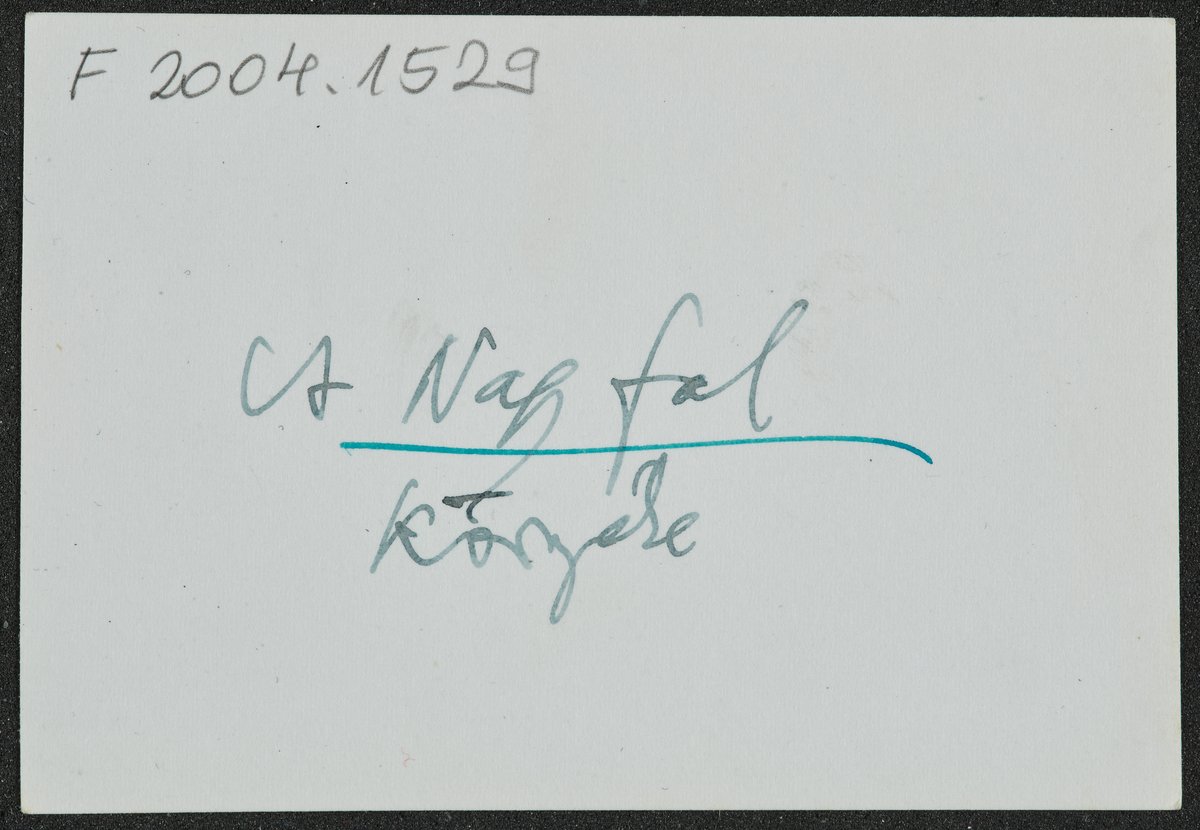 F 2004.1529
A Nagy fal
környéke